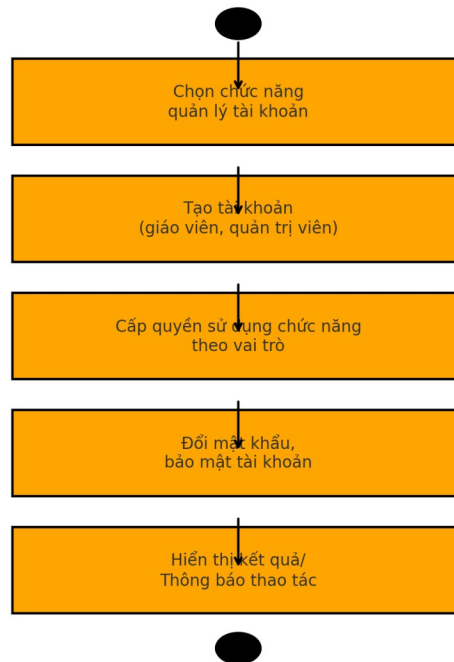 Chọn chức năng
quản lý tài khoản
Tạo tài khoản
(giáo viên, quản trị viên)
Cấp quyền sử dụng chức năng
theo vai trò
Đổi mật khẩu,
bảo mật tài khoản
Hiển thị kết quả/
Thông báo thao tác